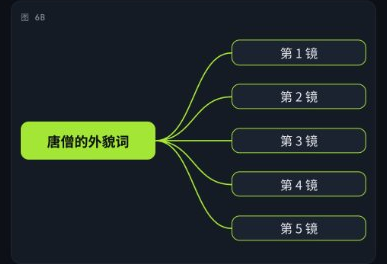 图 6B
唐僧的外貌词
第 1 镜
第 2 镜
第 3 镜
第 4 镜
第 5 镜